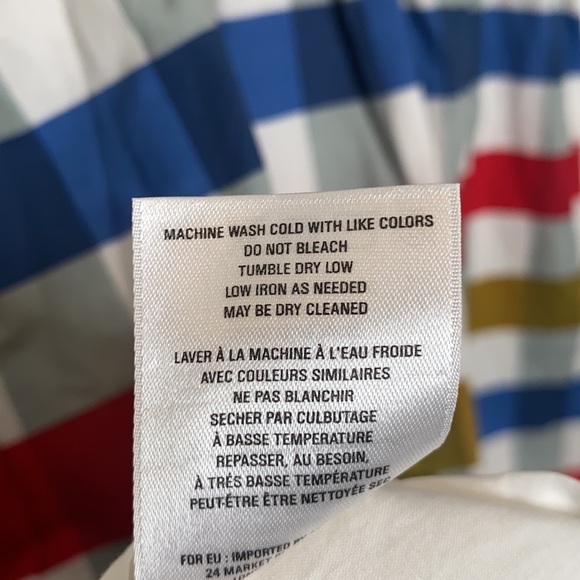 MACHINE WASH COLD WITH LIKE COLORS
DO NOT BLEACH
TUMBLE DRY LOW
LOW IRON AS NEEDED
MAY BE DRY CLEANED
LAVER À LA MACHINE À L'EAU FROIDE
AVEC COULEURS SIMILAIRES
NE PAS BLANCHIR
SECHER PAR CULBUTAGE
À BASSE TEMPERATURE
REPASSER, AU BESOIN,
À TRÈS BASSE TEMPÉRATURE
PEUT-ÉTRE ÊTRE NETTOYÉE
FOR EU : IMPORTED
24 MARKET